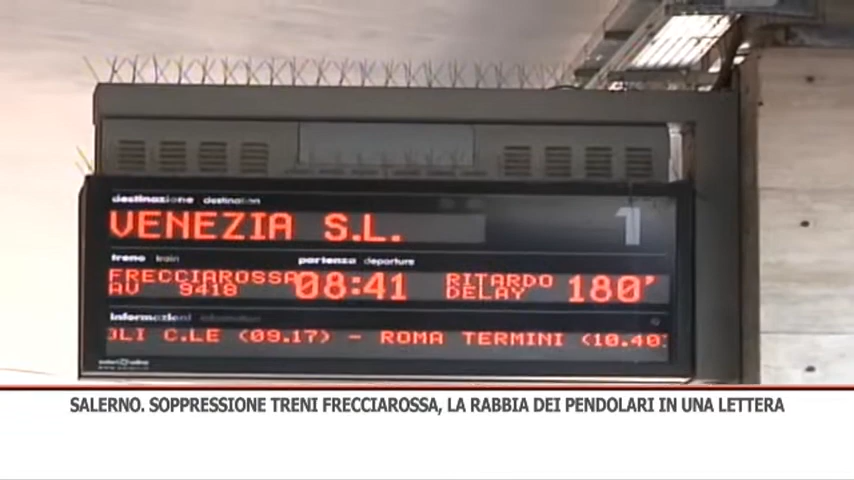 destinazione destination
VENEZIA S.L.
1
treno train partenza departure
FRECCIAROSSA 08:41 RITARDO 180'
AV 9418 DELAY
informazioni information
OLI C.LE (09.17) - ROMA TERMINI (10.40)
SALERNO. SOPPRESSIONE TRENI FRECCIAROSSA, LA RABBIA DEI PENDOLARI IN UNA LETTERA